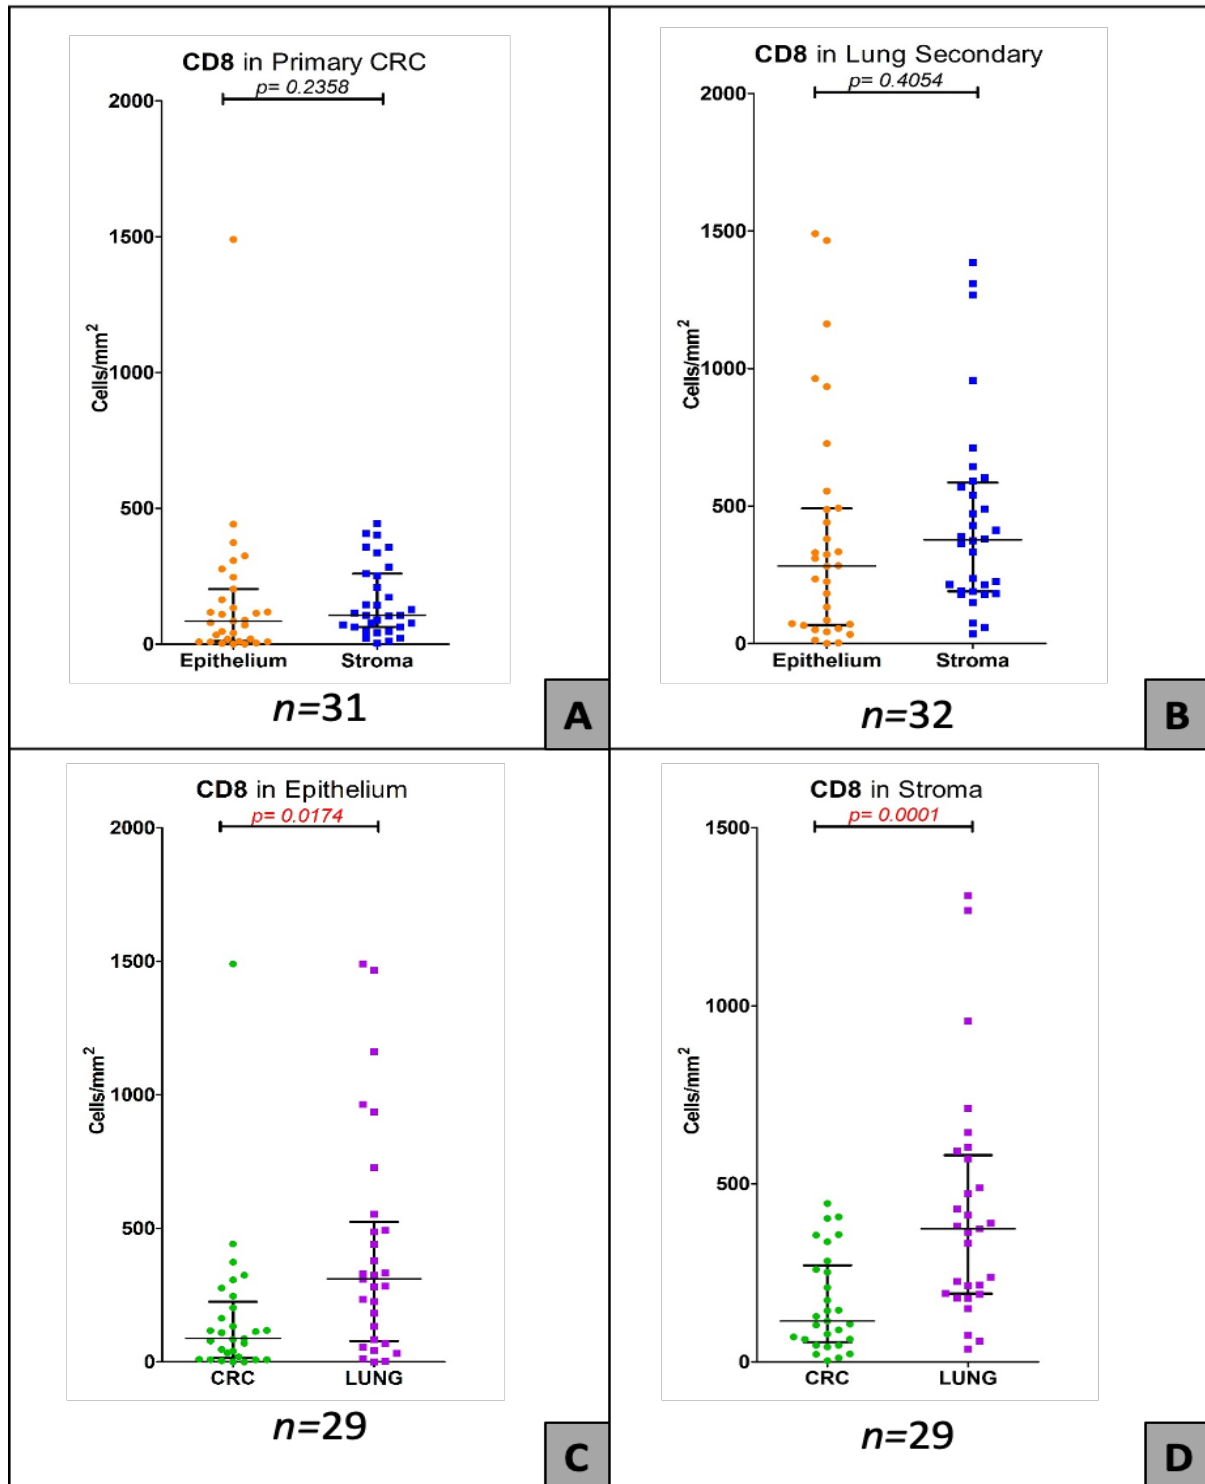 CD8 in Primary CRC
p= 0.2358
2000
1500
1000
500
0
Cells/mm²
Epithelium Stroma
n=31
A
CD8 in Lung Secondary
p= 0.4054
2000
1500
1000
500
0
Cells/mm²
Epithelium Stroma
n=32
B
CD8 in Epithelium
p= 0.0174
2000
1500
1000
500
0
Cells/mm²
CRC LUNG
n=29
C
CD8 in Stroma
p= 0.0001
1500
1000
500
0
Cells/mm²
CRC LUNG
n=29
D